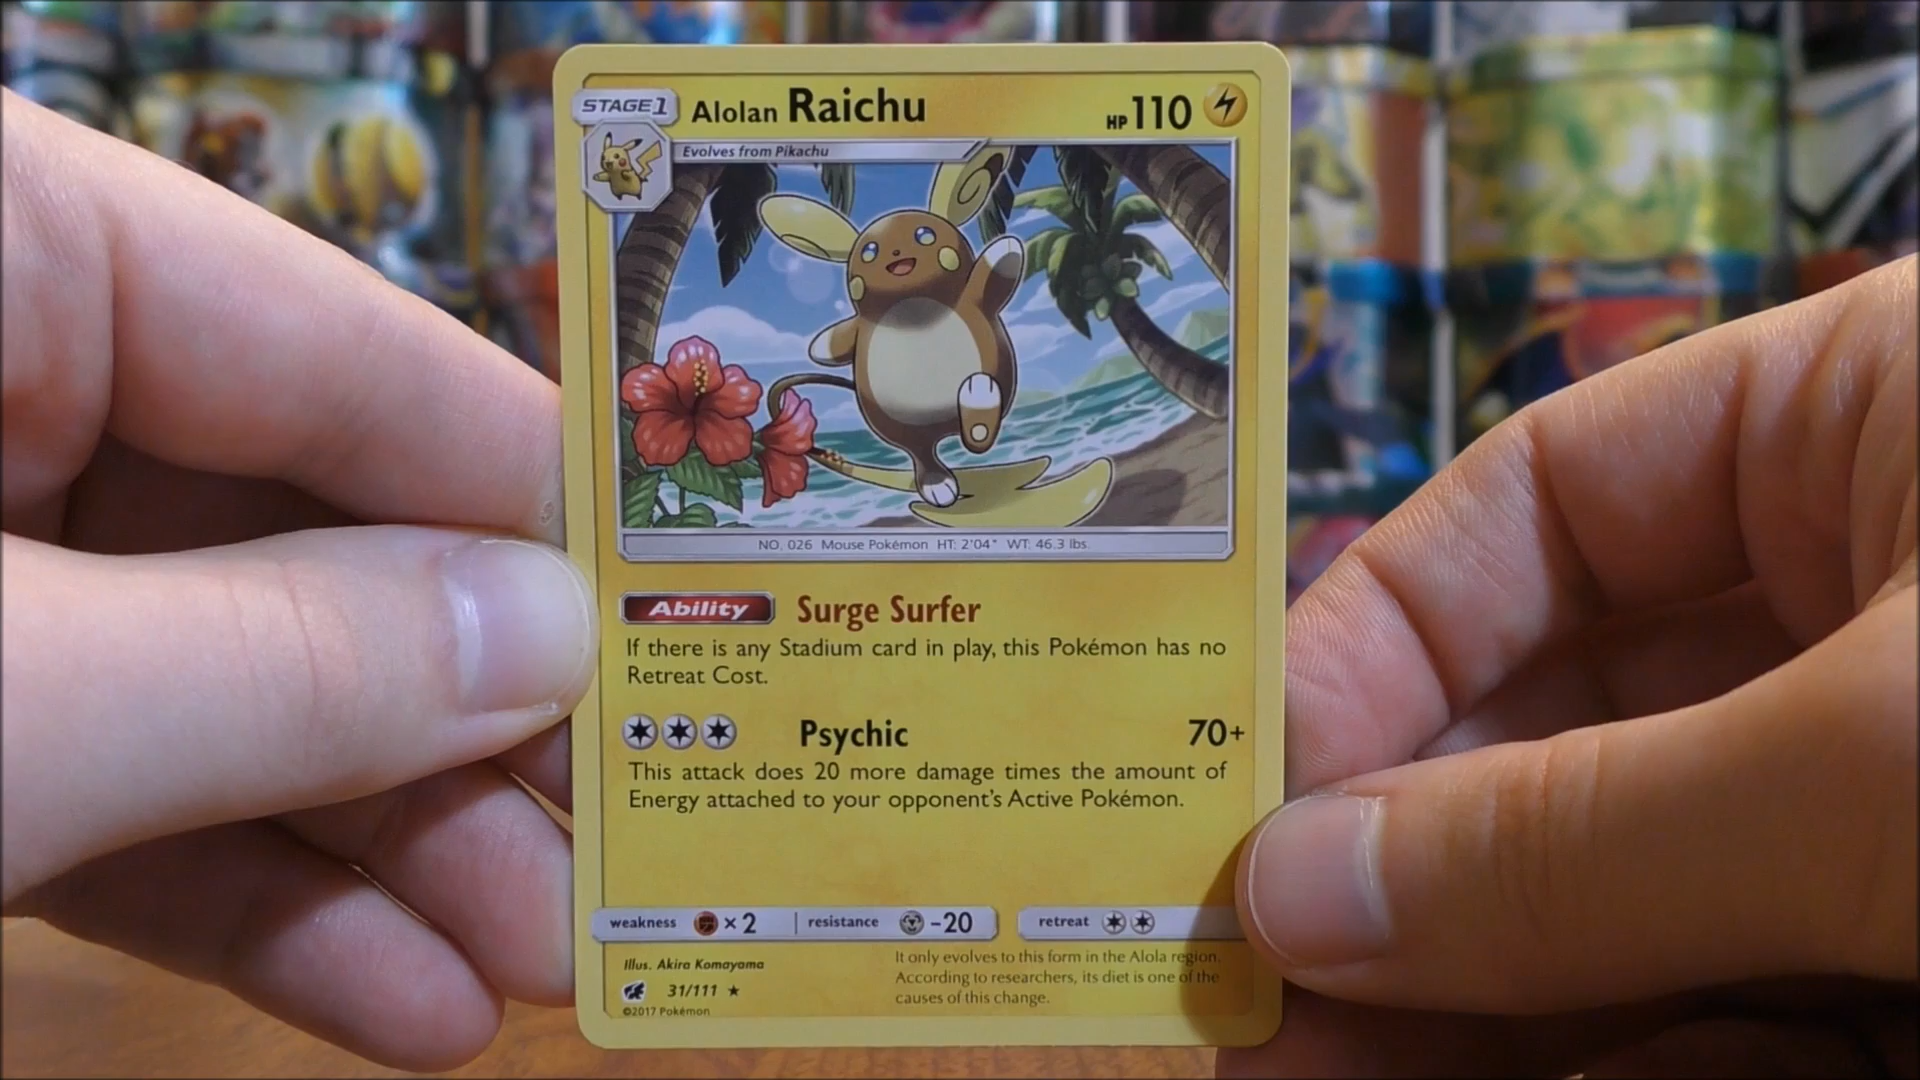 STAGE 1 Alolan Raichu HP 110
Evolves from Pikachu
NO. 026 Mouse Pokémon HT: 2'04" WT: 46.3 lbs.
Ability Surge Surfer
If there is any Stadium card in play, this Pokémon has no
Retreat Cost.
Psychic 70+
This attack does 20 more damage times the amount of
Energy attached to your opponent's Active Pokémon.
weakness ×2 resistance -20 retreat
Illus. Akira Komayama
31/111 ★
©2017 Pokémon
It only evolves to this form in the Alola region.
According to researchers, its diet is one of the
causes of this change.